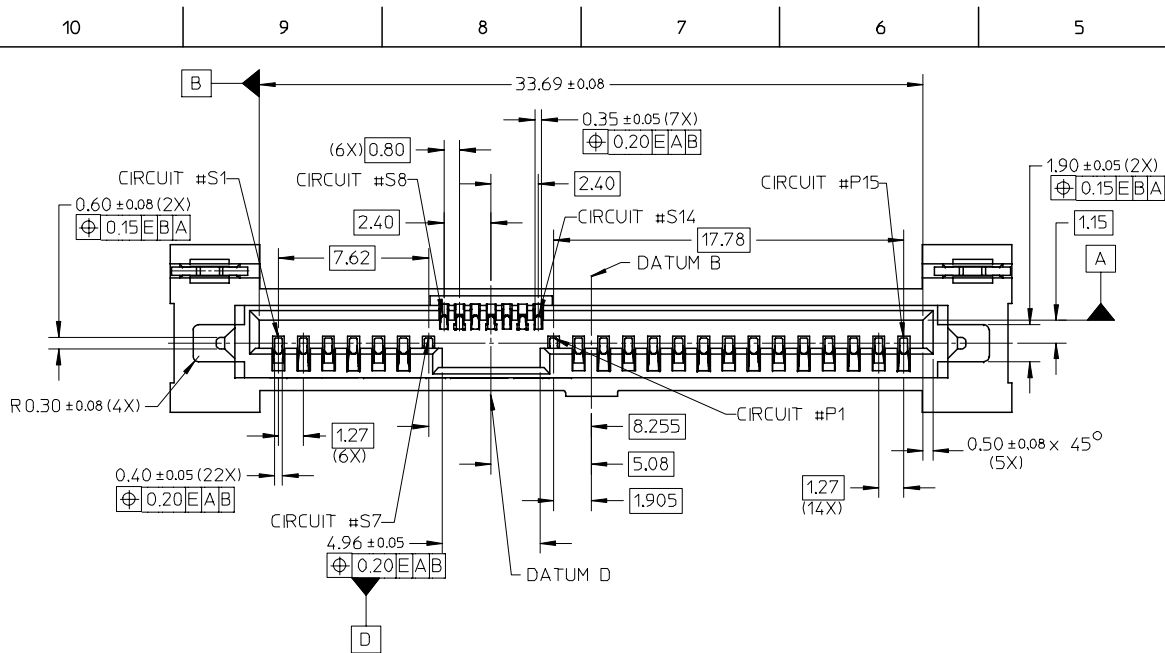 10 9 8 7 6 5
B
33.69 ±0.08
0.35 ±0.05 (7X)
⌖ 0.20 E A B
(6X) 0.80
CIRCUIT #S1
CIRCUIT #S8
2.40
CIRCUIT #P15
1.90 ±0.05 (2X)
⌖ 0.15 E B A
0.60 ±0.08 (2X)
⌖ 0.15 E B A
2.40
CIRCUIT #S14
1.15
7.62
17.78
DATUM B
A
R0.30 ±0.08 (4X)
CIRCUIT #P1
1.27
(6X)
8.255
0.50 ±0.08 x 45°
(5X)
0.40 ±0.05 (22X)
⌖ 0.20 E A B
5.08
1.27
(14X)
1.905
CIRCUIT #S7
4.96 ±0.05
⌖ 0.20 E A B
DATUM D
D